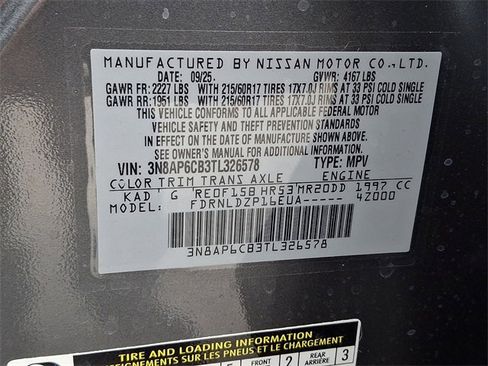 MANUFACTURED BY NISSAN MOTOR CO.,LTD.
DATE: 09/25. GVWR: 4167 LBS
GAWR FR: 2227 LBS WITH 215/60R17 TIRES 17X7.0J RIMS AT 33 PSI COLD SINGLE
GAWR RR: 1951 LBS WITH 215/60R17 TIRES 17X7.0J RIMS AT 33 PSI COLD SINGLE
THIS VEHICLE CONFORMS TO ALL APPLICABLE FEDERAL MOTOR
VEHICLE SAFETY AND THEFT PREVENTION STANDARDS
IN EFFECT ON THE DATE OF MANUFACTURE SHOWN ABOVE.
SEE OWNER'S MANUAL AND ADDITIONAL LABEL.
VIN: 3N8AP6CB3TL326578 TYPE: MPV
COLOR TRIM TRANS AXLE ENGINE
KAD G RE0F15B HR53 MR20DD 1997 CC
MODEL FDRNLDZP16EUA----- 4Z000
3N8AP6CB3TL326578
TIRE AND LOADING INFORMATION
RENSEIGNEMENTS SUR LES PNEUS ET LE CHARGEMENT
FRONT 2 REAR ARRIÈRE 3